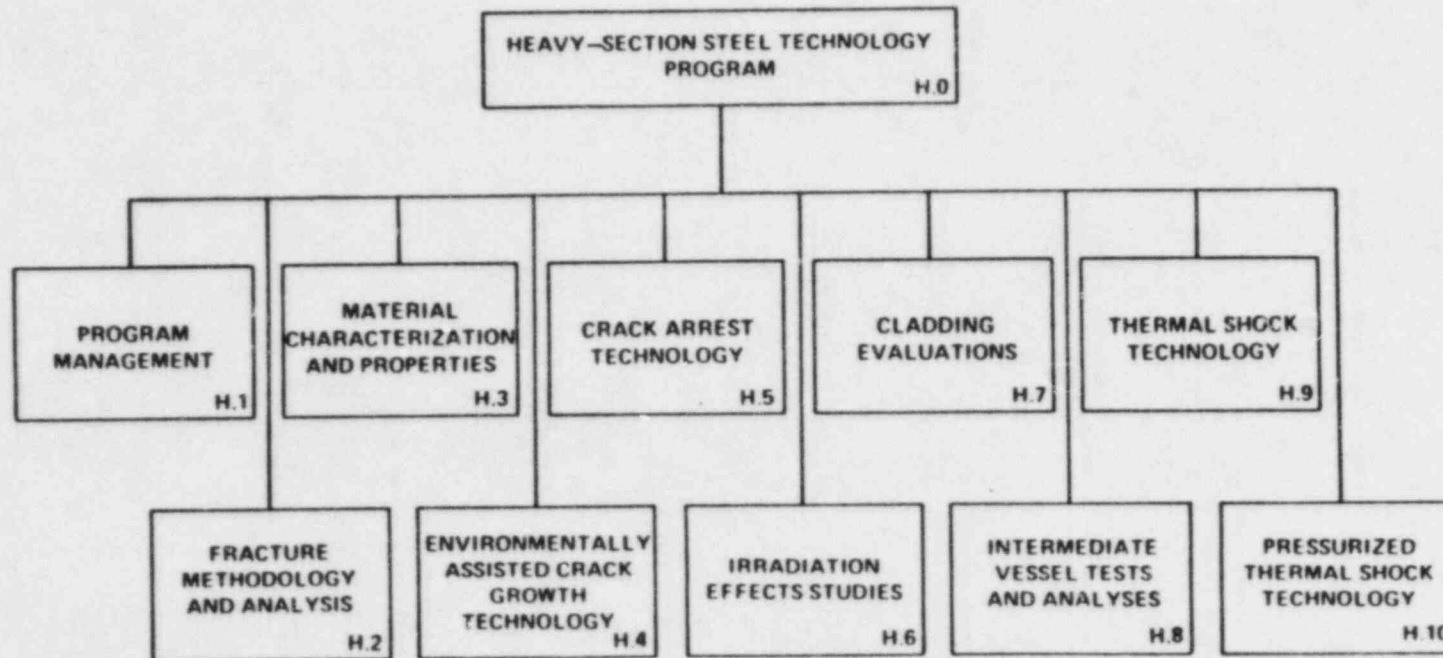 HEAVY–SECTION STEEL TECHNOLOGY
PROGRAM
H.0
PROGRAM
MANAGEMENT
H.1
MATERIAL
CHARACTERIZATION
AND PROPERTIES
H.3
CRACK ARREST
TECHNOLOGY
H.5
CLADDING
EVALUATIONS
H.7
THERMAL SHOCK
TECHNOLOGY
H.9
FRACTURE
METHODOLOGY
AND ANALYSIS
H.2
ENVIRONMENTALLY
ASSISTED CRACK
GROWTH
TECHNOLOGY
H.4
IRRADIATION
EFFECTS STUDIES
H.6
INTERMEDIATE
VESSEL TESTS
AND ANALYSES
H.8
PRESSURIZED
THERMAL SHOCK
TECHNOLOGY
H.10